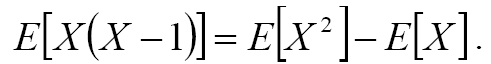 E[X(X − 1)] = E[X²] − E[X].